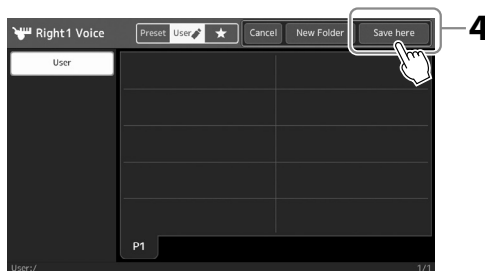 Right1 Voice
Preset User ★ Cancel New Folder Save here
4
User
P1
User:/ 1/1